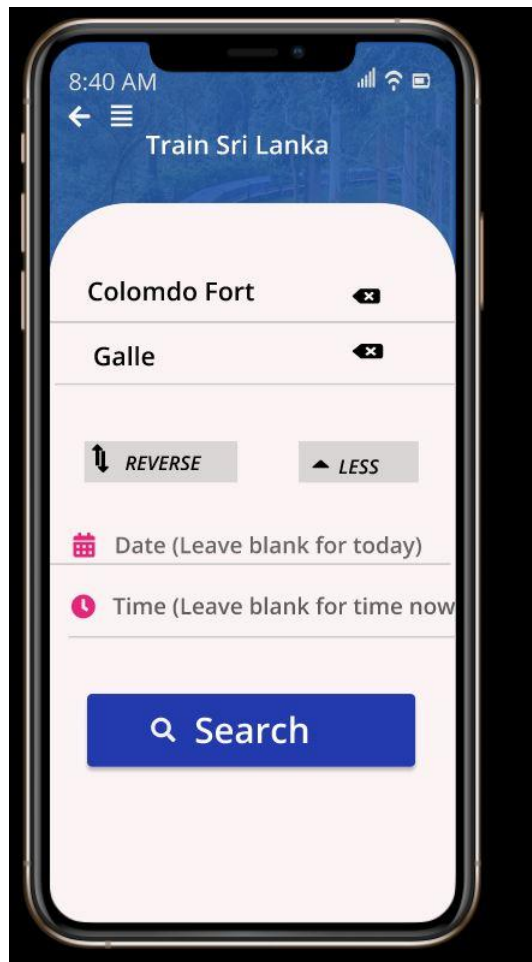 8:40 AM
Train Sri Lanka
Colomdo Fort
Galle
REVERSE
LESS
Date (Leave blank for today)
Time (Leave blank for time now
Search